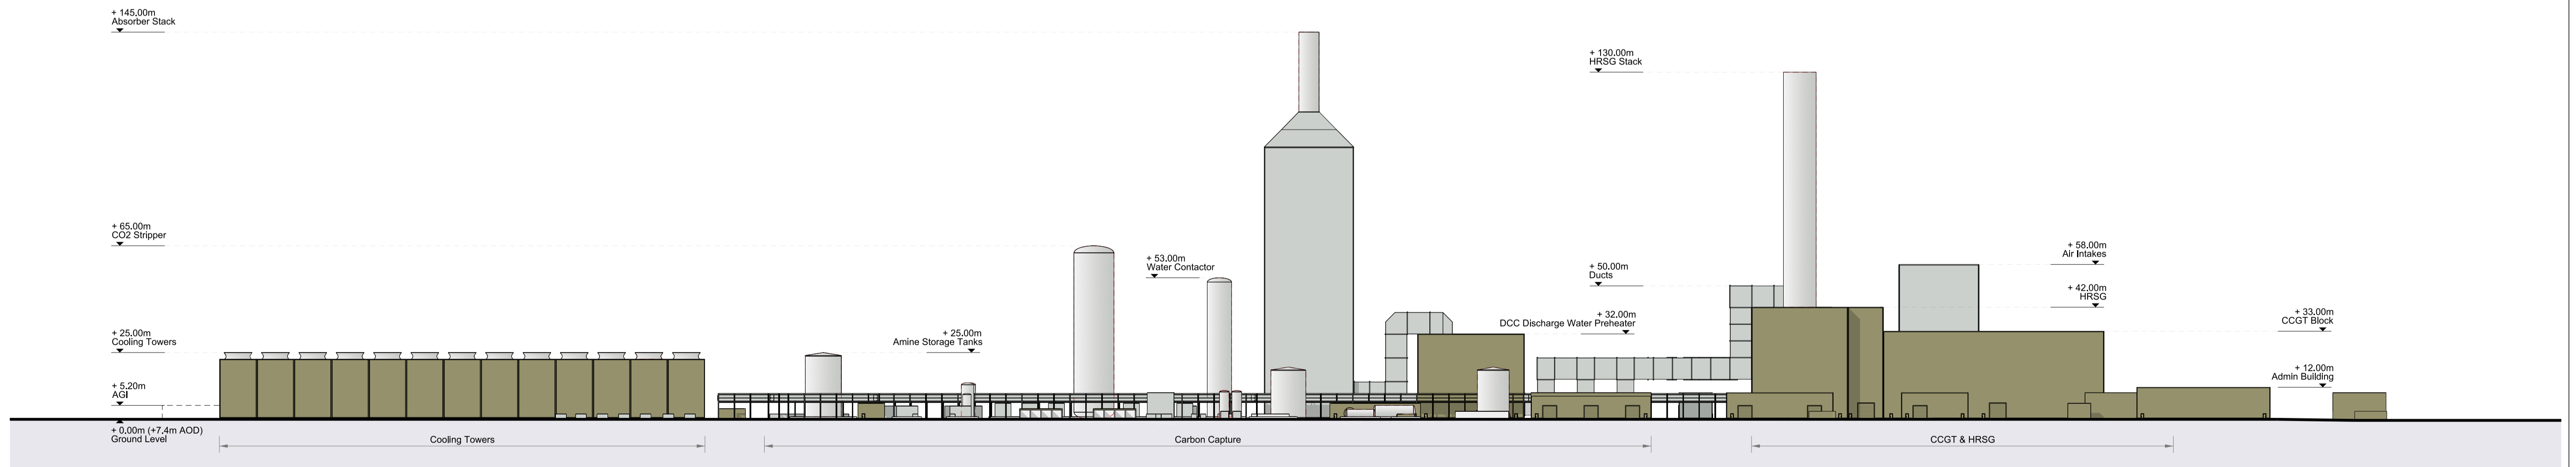 + 145.00m
Absorber Stack
+ 130.00m
HRSG Stack
+ 65.00m
CO2 Stripper
+ 53.00m
Water Contactor
+ 50.00m
Ducts
+ 58.00m
Air Intakes
+ 42.00m
HRSG
+ 32.00m
DCC Discharge Water Preheater
+ 33.00m
CCGT Block
+ 25.00m
Cooling Towers
+ 25.00m
Amine Storage Tanks
+ 12.00m
Admin Building
+ 5.20m
AGI
+ 0.00m (+7.4m AOD)
Ground Level
Cooling Towers
Carbon Capture
CCGT & HRSG